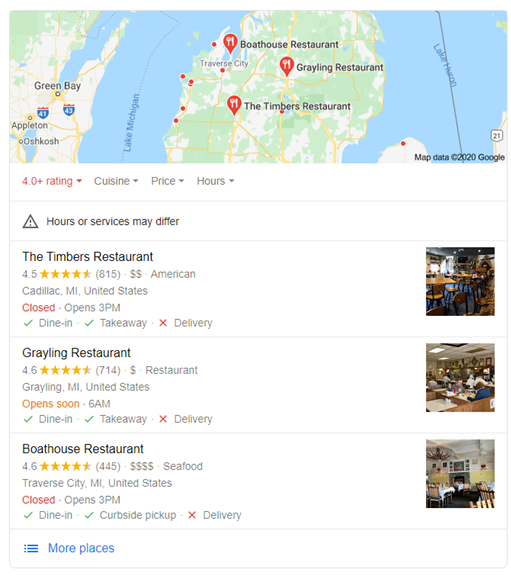 Boathouse Restaurant
Traverse City
Grayling Restaurant
Lake Huron
Green Bay
The Timbers Restaurant
41
43
Appleton
Lake Michigan
Oshkosh
21
Map data ©2020 Google
4.0+ rating Cuisine Price Hours
Hours or services may differ
The Timbers Restaurant
4.5 (815) · $$ · American
Cadillac, MI, United States
Closed · Opens 3PM
Dine-in · Takeaway · Delivery
Grayling Restaurant
4.6 (714) · $ · Restaurant
Grayling, MI, United States
Opens soon · 6AM
Dine-in · Takeaway · Delivery
Boathouse Restaurant
4.6 (445) · $$$$ · Seafood
Traverse City, MI, United States
Closed · Opens 3PM
Dine-in · Curbside pickup · Delivery
More places